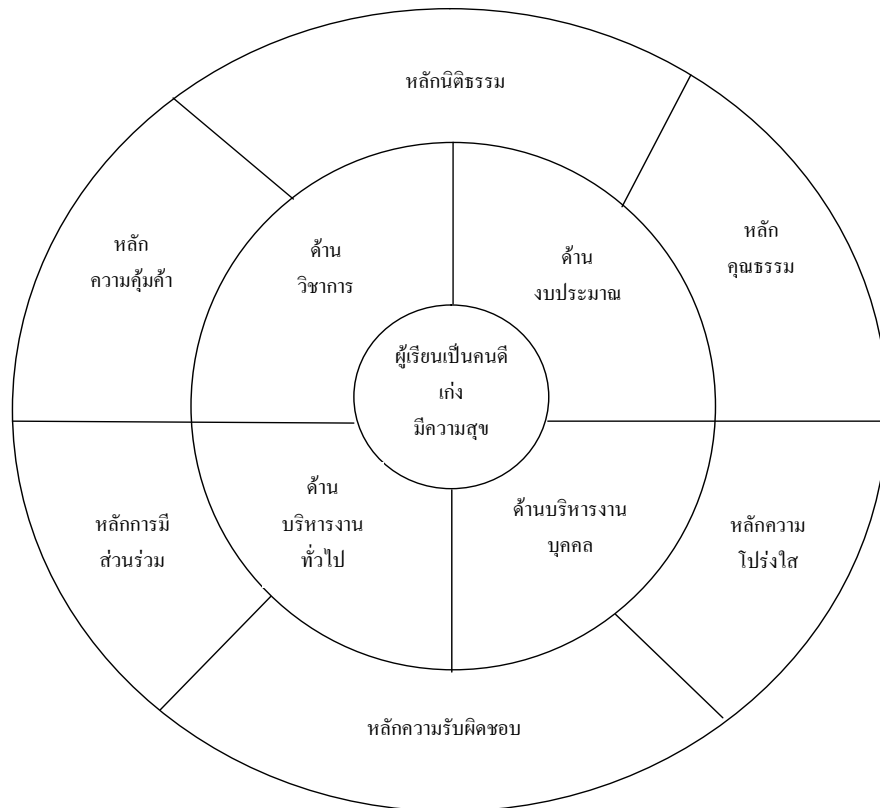 หลักนิติธรรม
หลัก
คุณธรรม
หลัก
ความคุ้มค้า
ด้าน
วิชาการ
ด้าน
งบประมาณ
ผู้เรียนเป็นคนดี
เก่ง
มีความสุข
ด้าน
บริหารงาน
ทั่วไป
ด้านบริหารงาน
บุคคล
หลักการมี
ส่วนร่วม
หลักความ
โปร่งใส
หลักความรับผิดชอบ